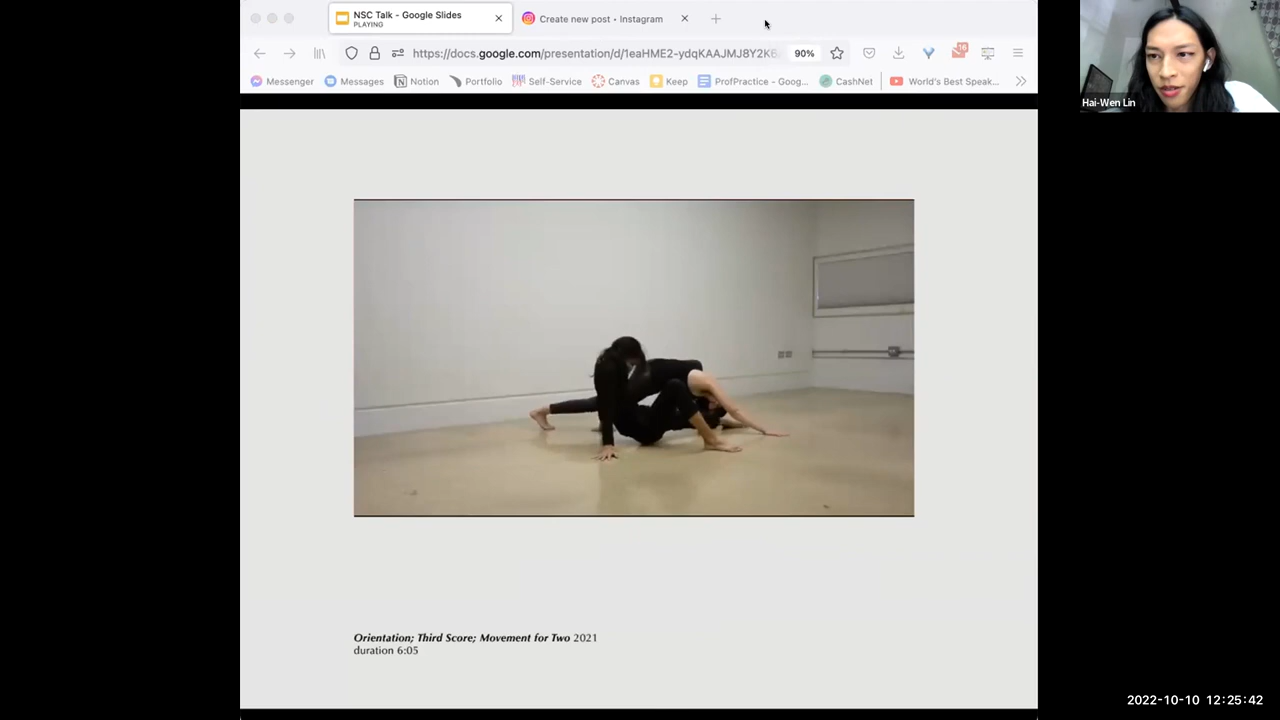 NSC Talk - Google Slides
PLAYING
Create new post • Instagram
https://docs.google.com/presentation/d/1eaHME2-ydqKAAJMJ8Y2K6
90%
16
Messenger
Messages
Notion
Portfolio
Self-Service
Canvas
Keep
ProfPractice - Goog...
CashNet
World's Best Speak...
Hai-Wen Lin
Orientation; Third Score; Movement for Two 2021
duration 6:05
2022-10-10 12:25:42